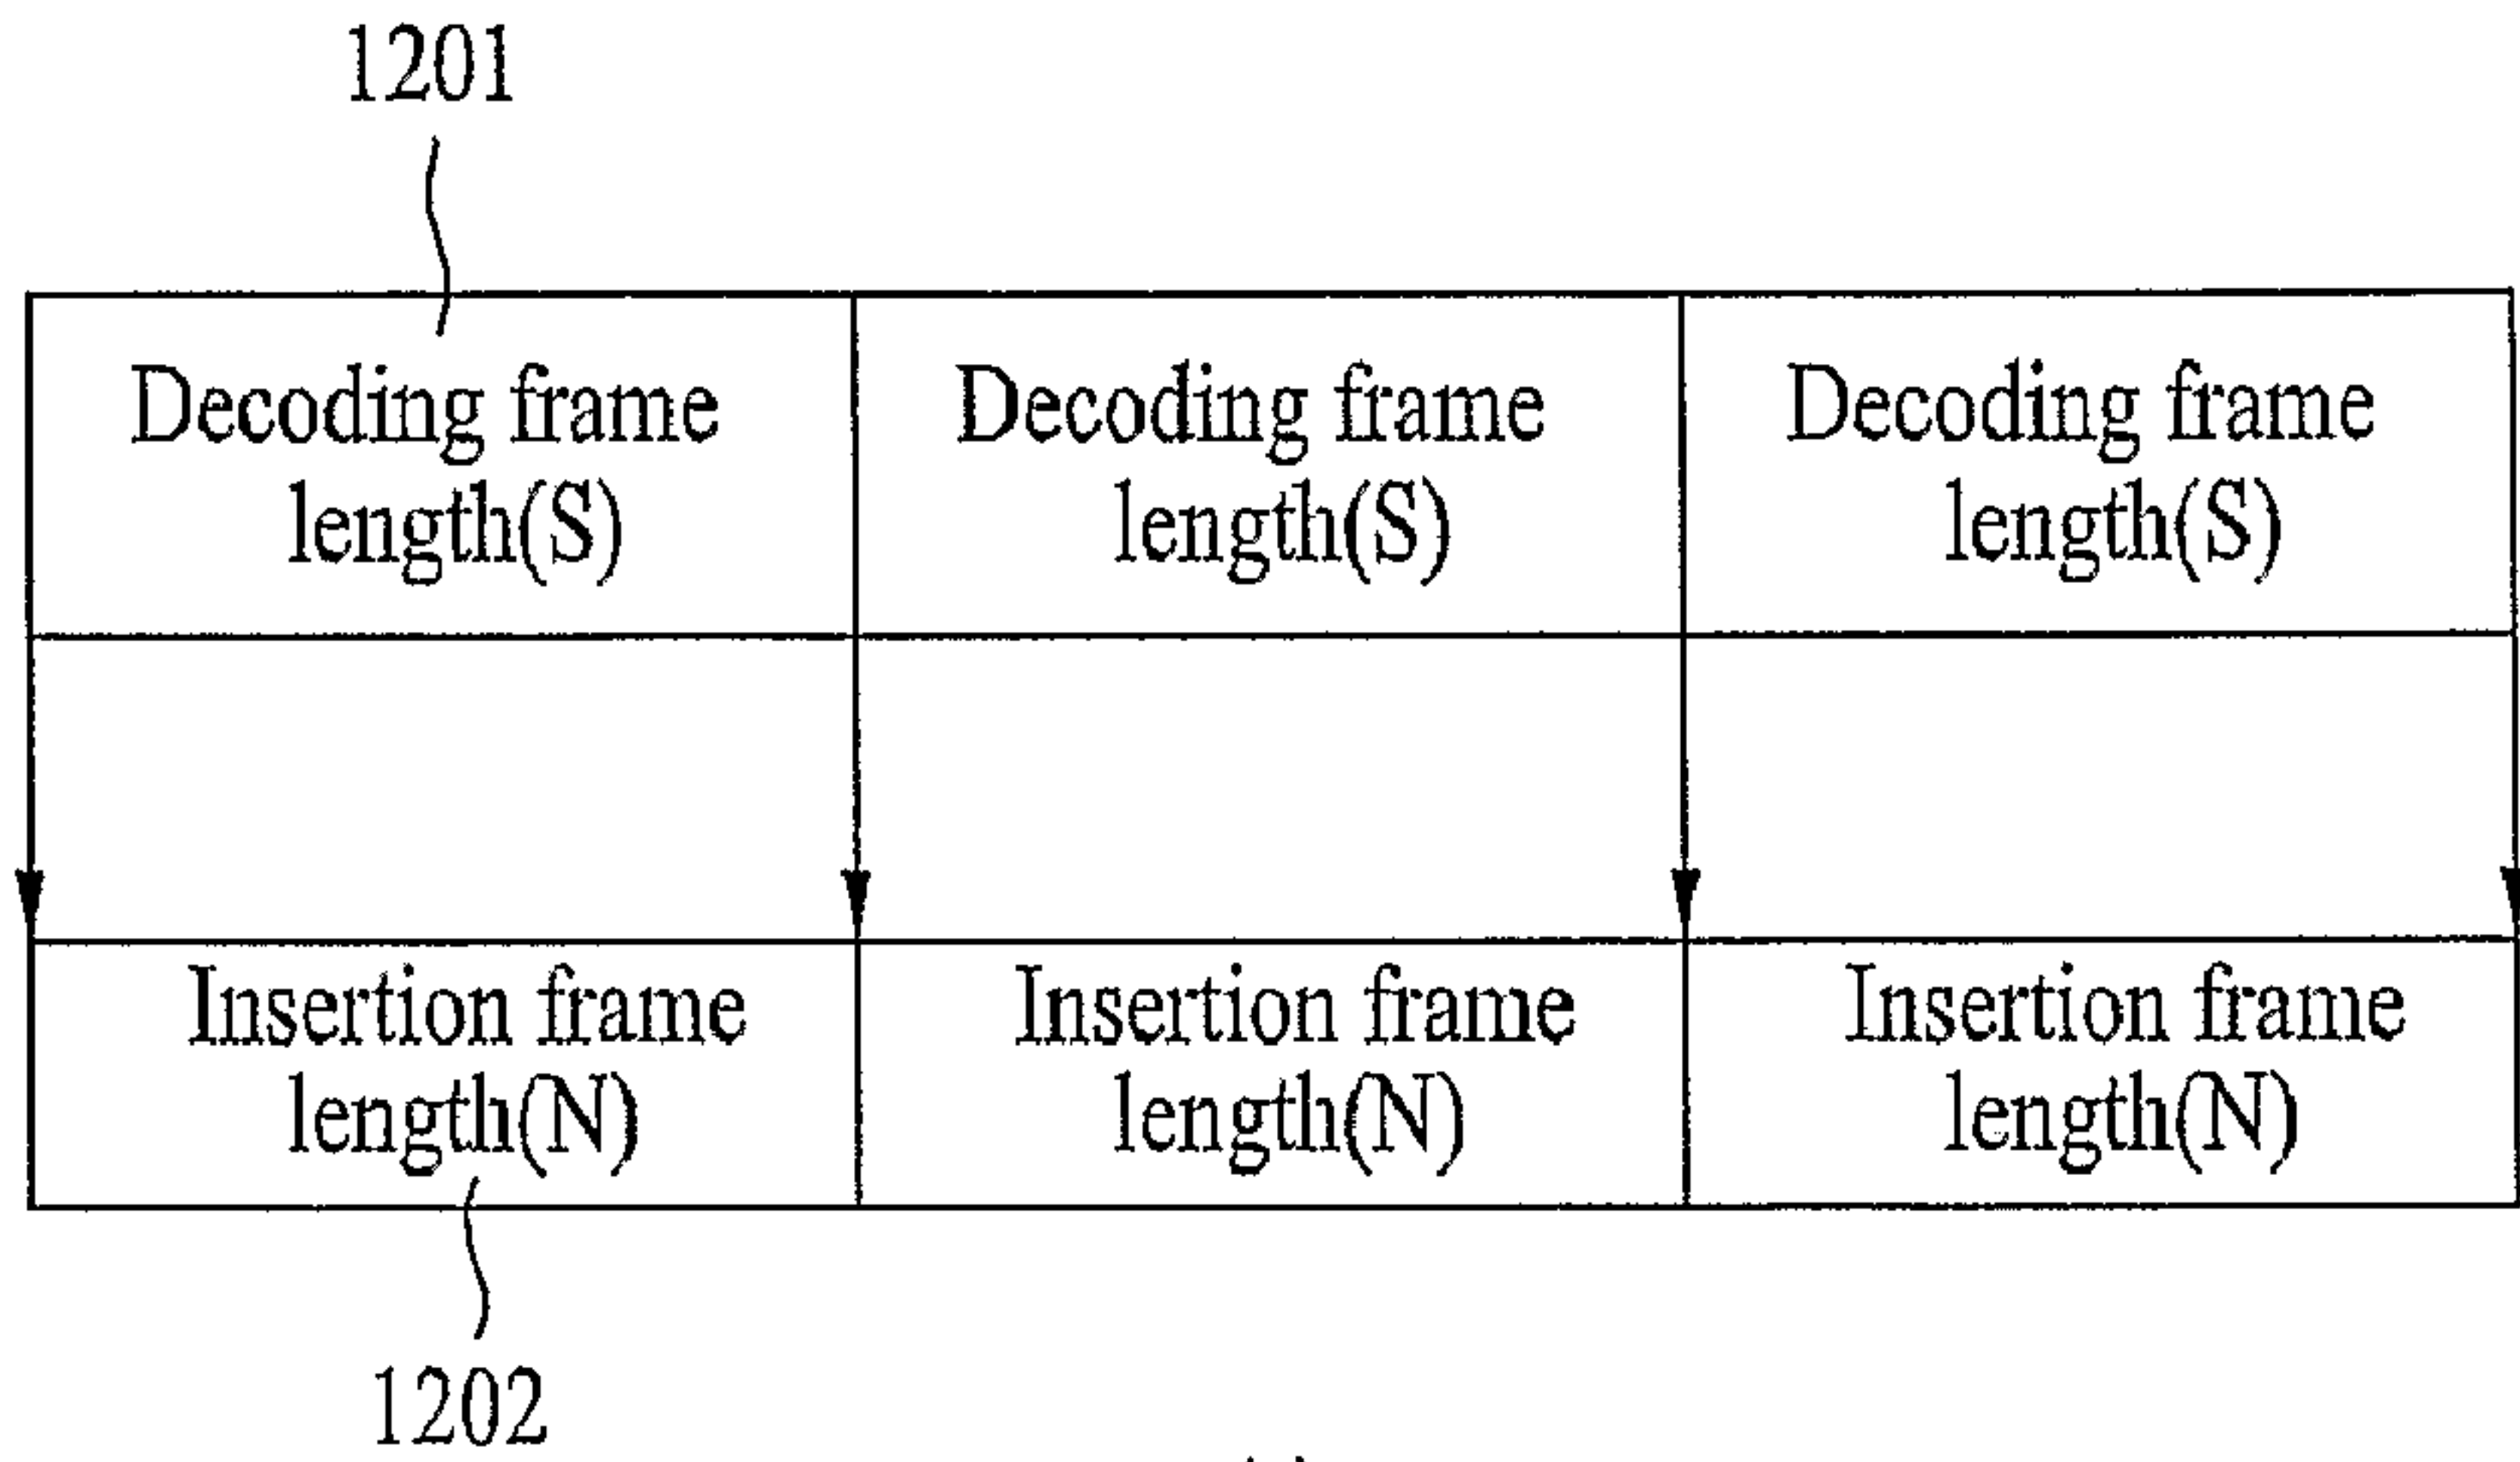 1201
Decoding frame
length(S)
Decoding frame
length(S)
Decoding frame
length(S)
Insertion frame
length(N)
Insertion frame
length(N)
Insertion frame
length(N)
1202